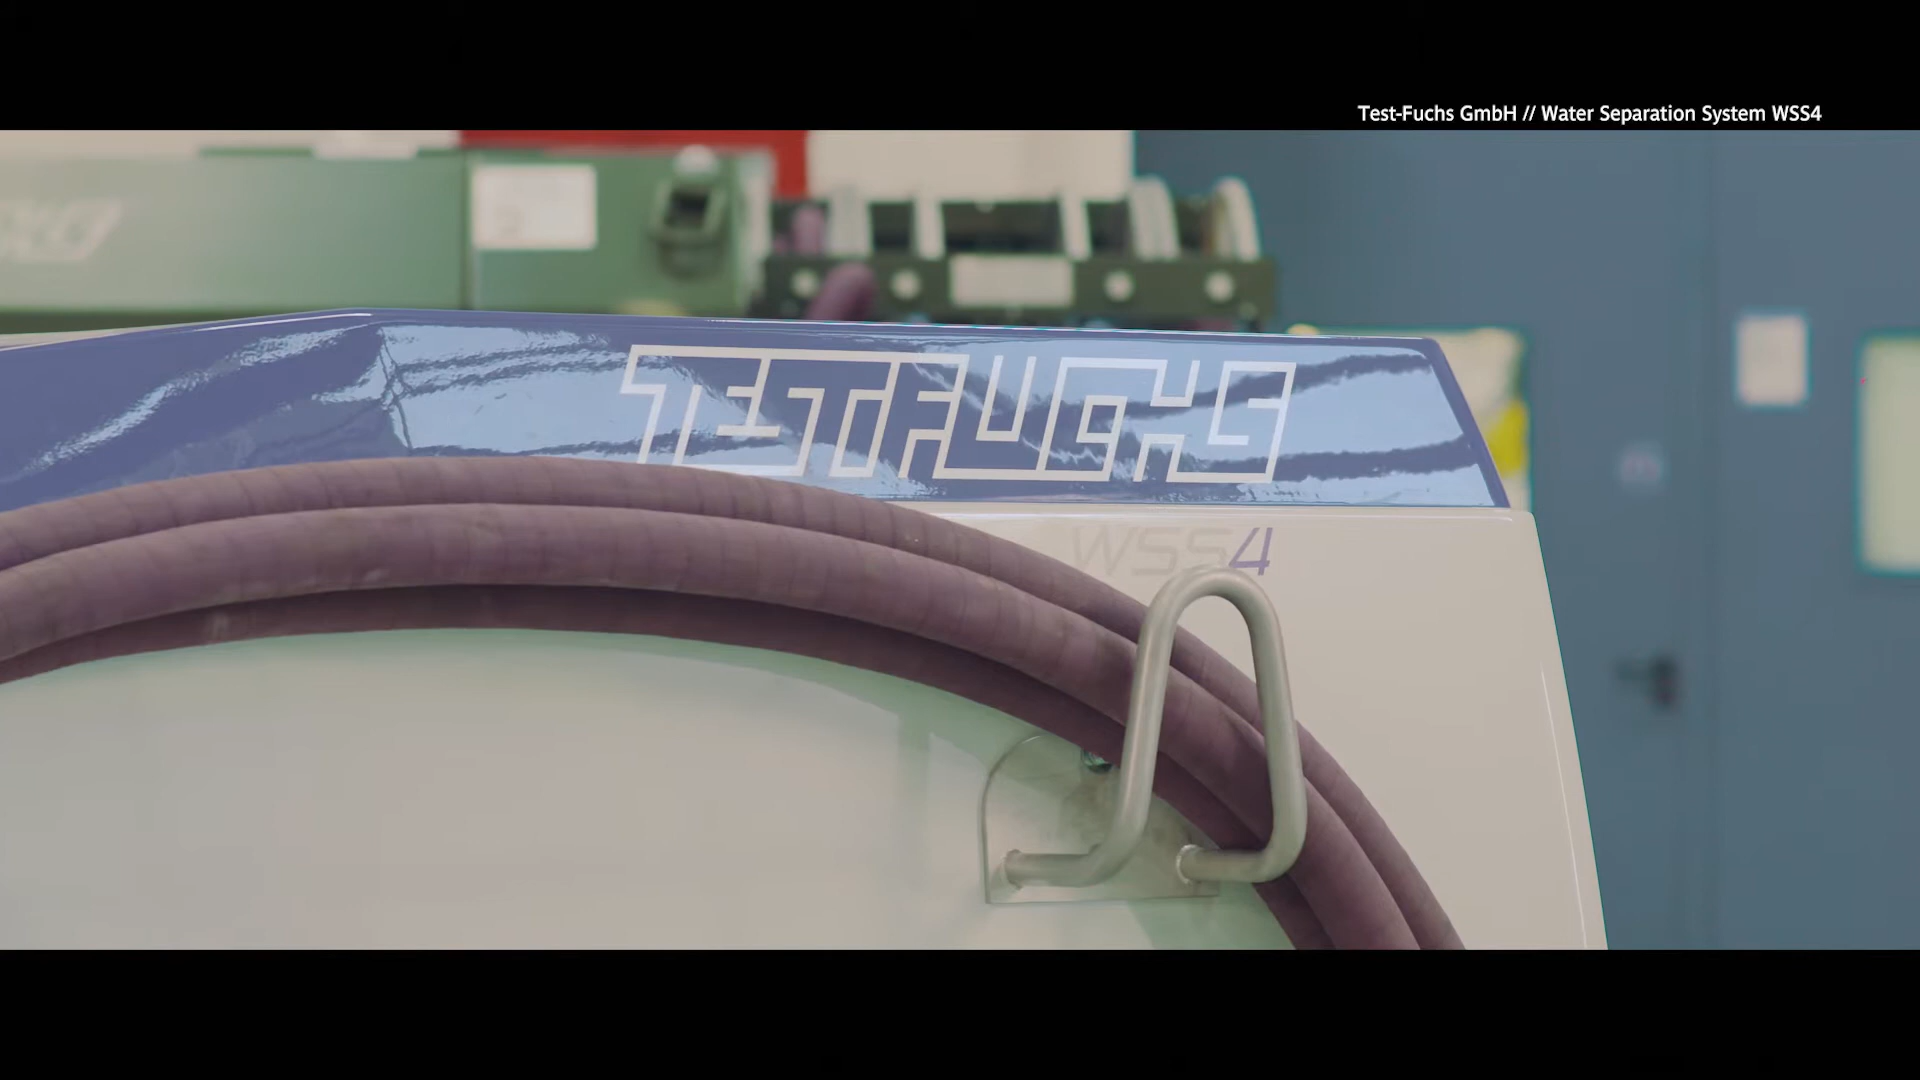 Test-Fuchs GmbH // Water Separation System WSS4
TESTFUCHS
WSS4